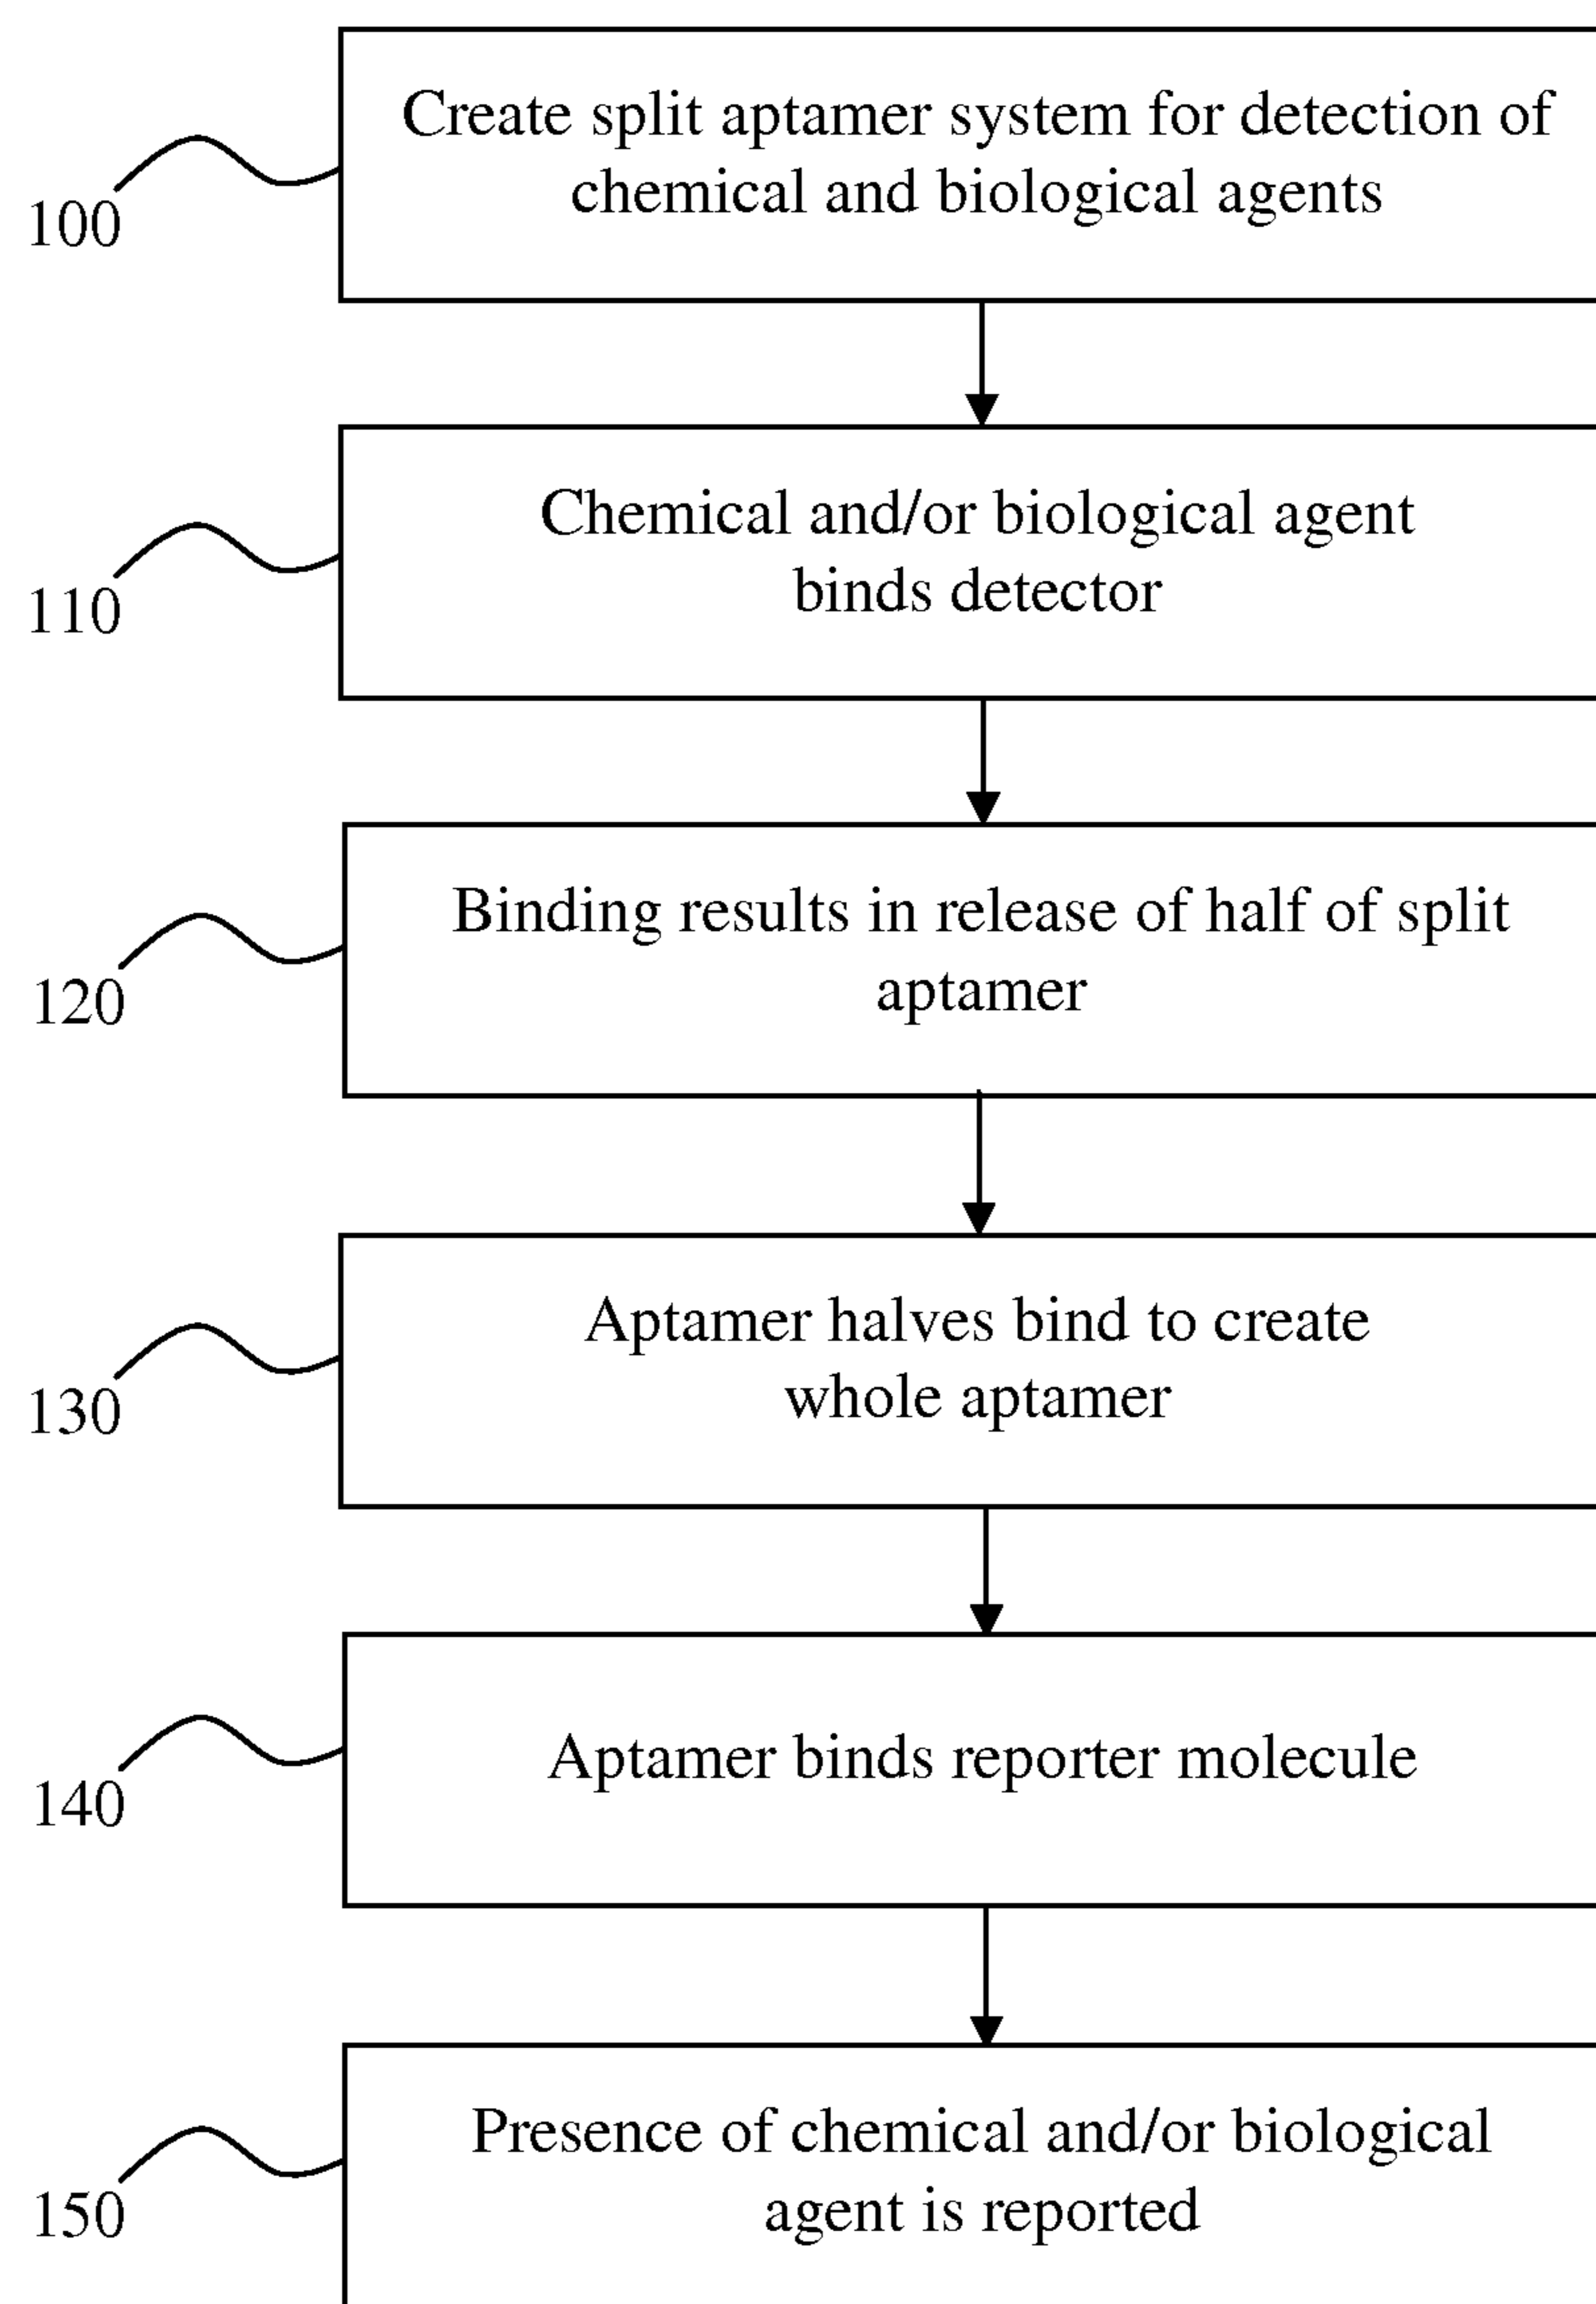 Create split aptamer system for detection of
chemical and biological agents
100
Chemical and/or biological agent
binds detector
110
Binding results in release of half of split
aptamer
120
Aptamer halves bind to create
whole aptamer
130
Aptamer binds reporter molecule
140
Presence of chemical and/or biological
agent is reported
150